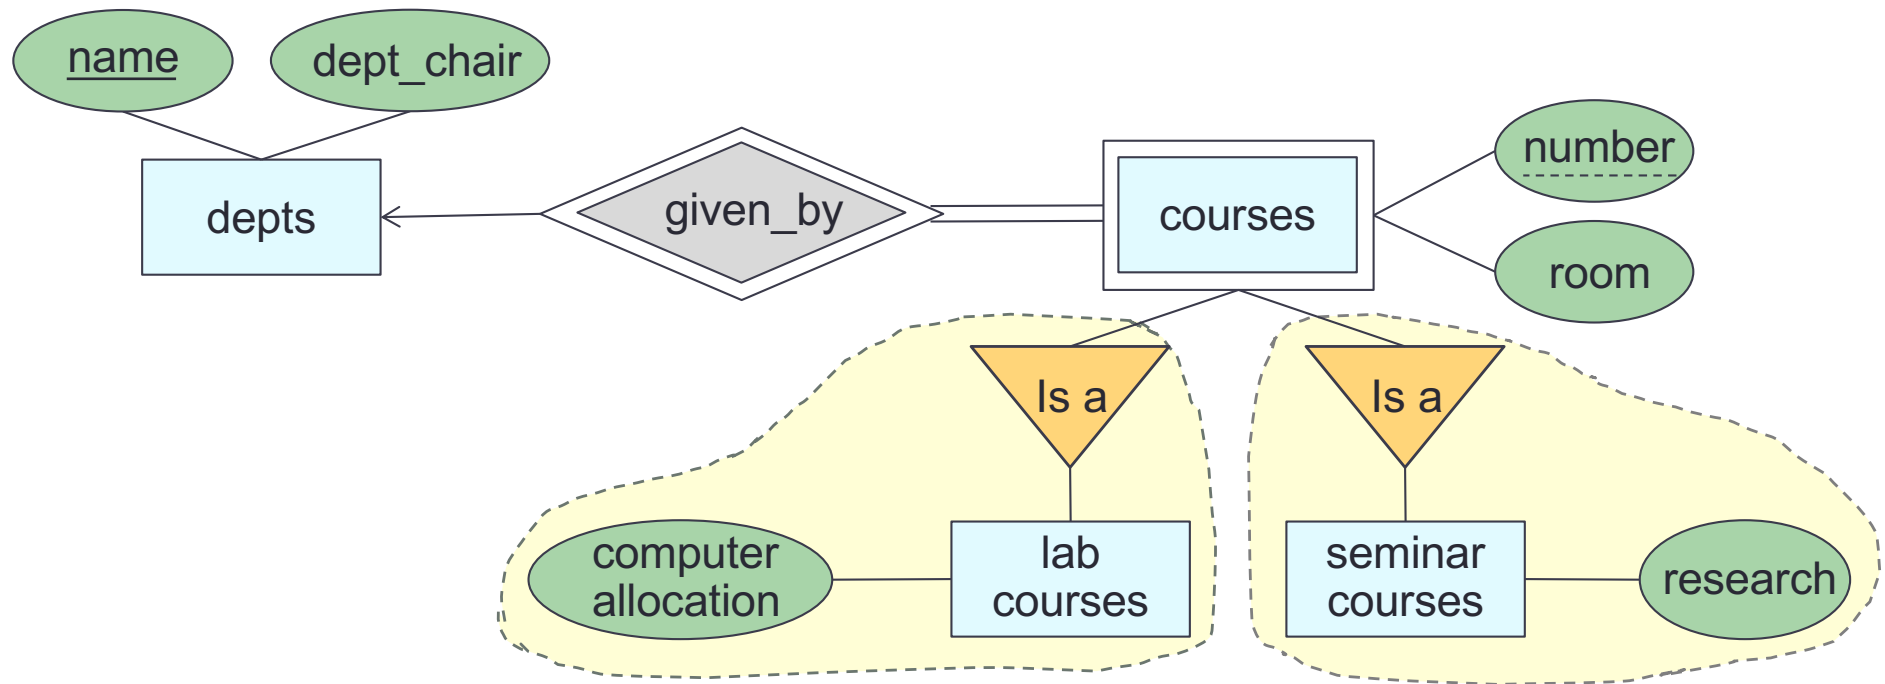 name
dept_chair
number
depts
given_by
courses
room
Is a
Is a
computer
allocation
lab
courses
seminar
courses
research